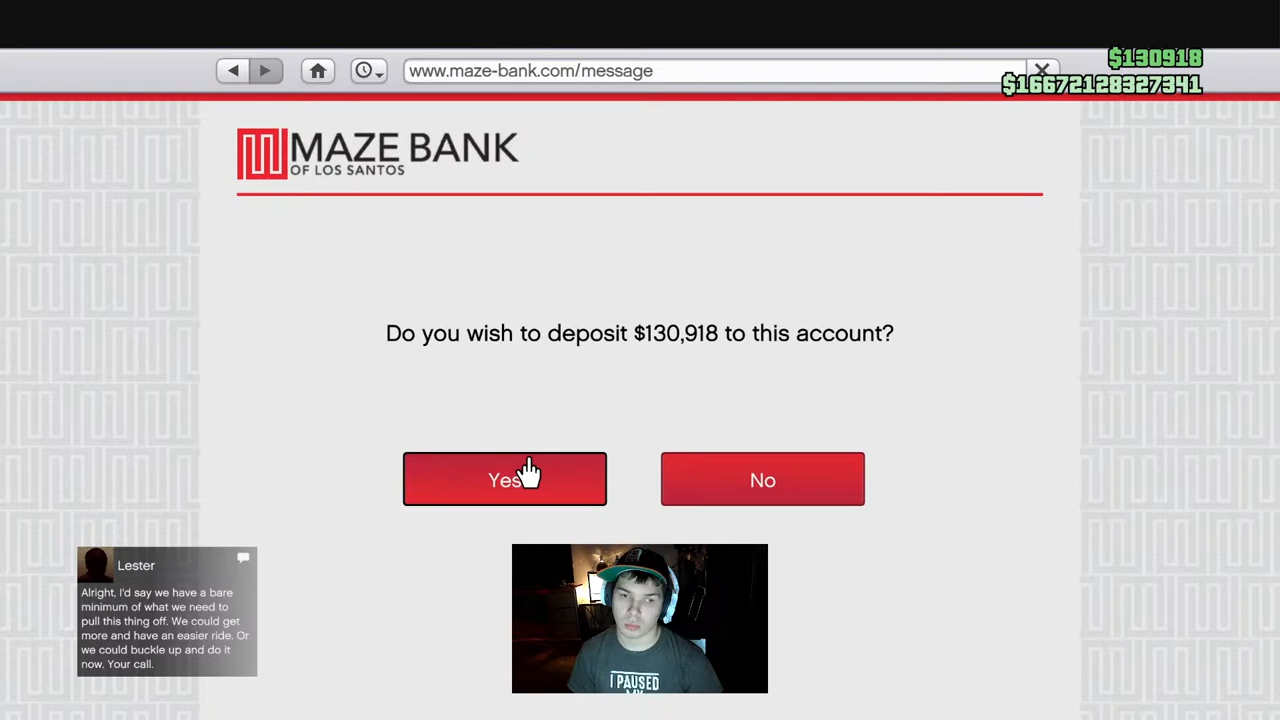 www.maze-bank.com/message
$130918
$16672128327341
MAZE BANK
OF LOS SANTOS
Do you wish to deposit $130,918 to this account?
Yes
No
Lester
Alright, I'd say we have a bare
minimum of what we need to
pull this thing off. We could get
more and have an easier ride. Or
we could buckle up and do it
now. Your call.
I PAUSED
MY